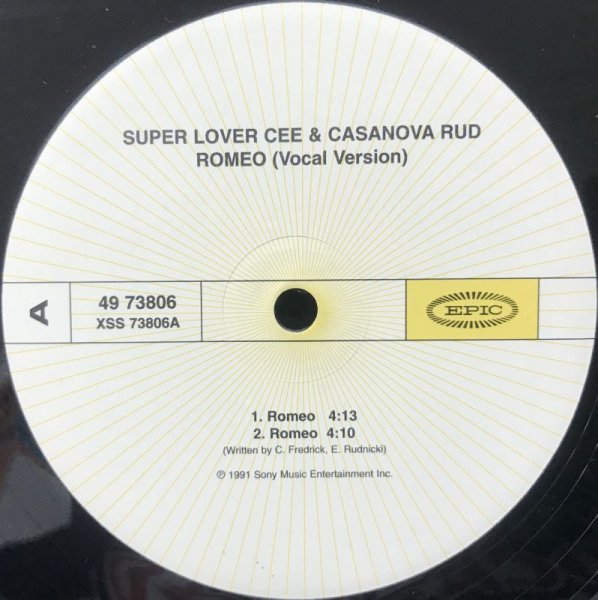 SUPER LOVER CEE & CASANOVA RUD
ROMEO (Vocal Version)
A
49 73806
XSS 73806A
EPIC
1. Romeo 4:13
2. Romeo 4:10
(Written by C. Fredrick, E. Rudnicki)
℗ 1991 Sony Music Entertainment Inc.